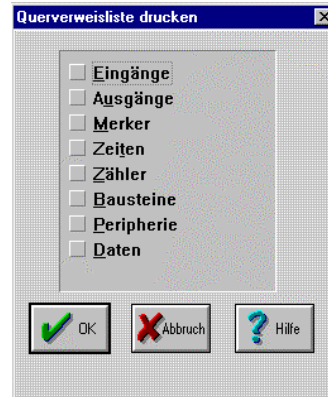 Querverweisliste drucken
Eingänge
Ausgänge
Merker
Zeiten
Zähler
Bausteine
Peripherie
Daten
OK Abbruch Hilfe